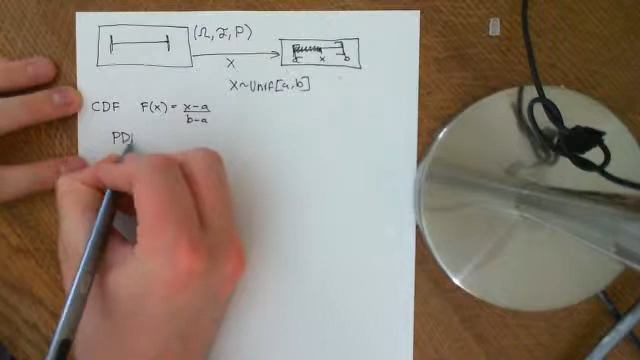 (Ω, F, P)
X
a x b
X~Unif[a,b]
CDF F(x) = x-a / b-a
PD